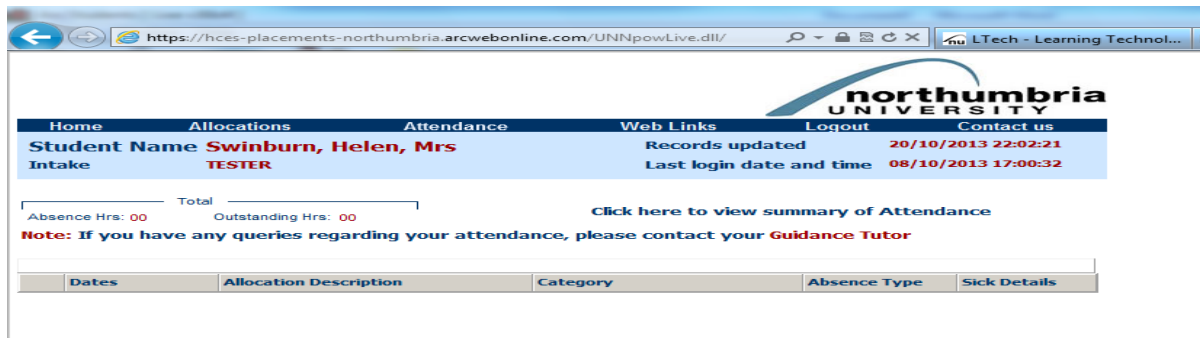 https://hces-placements-northumbria.arcwebonline.com/UNNpowLive.dll/ LTech - Learning Technol...
northumbria
UNIVERSITY
Home Allocations Attendance Web Links Logout Contact us
Student Name Swinburn, Helen, Mrs Records updated 20/10/2013 22:02:21
Intake TESTER Last login date and time 08/10/2013 17:00:32
Total
Absence Hrs: 00 Outstanding Hrs: 00 Click here to view summary of Attendance
Note: If you have any queries regarding your attendance, please contact your Guidance Tutor
Dates Allocation Description Category Absence Type Sick Details